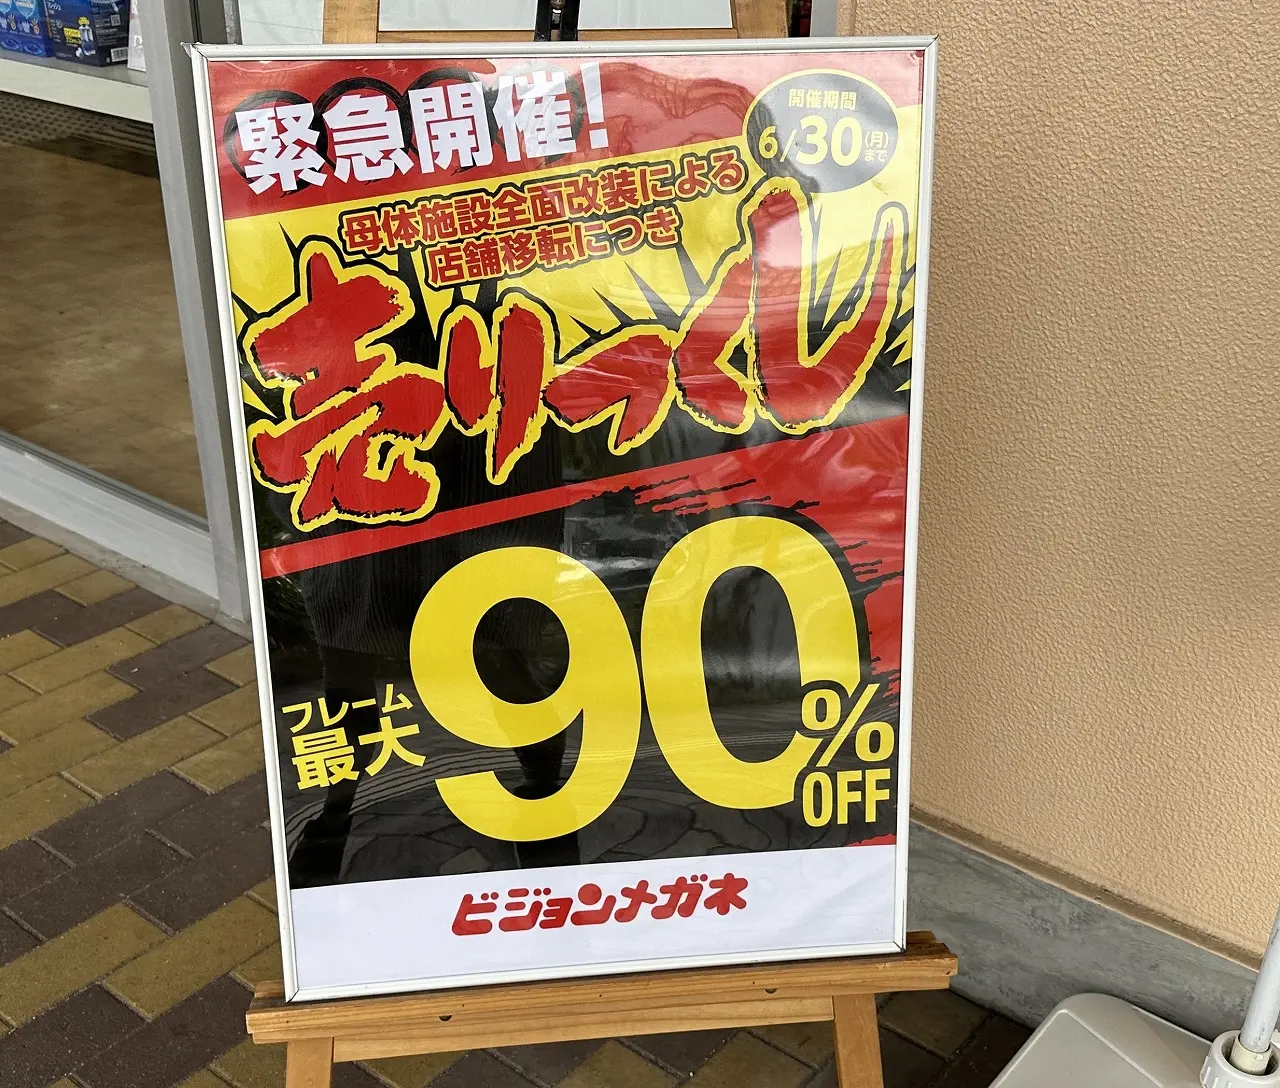 緊急開催!
開催期間
6/30(月)まで
母体施設全面改装による
店舗移転につき
売りつくし
フレーム
最大
90%
OFF
ビジョンメガネ